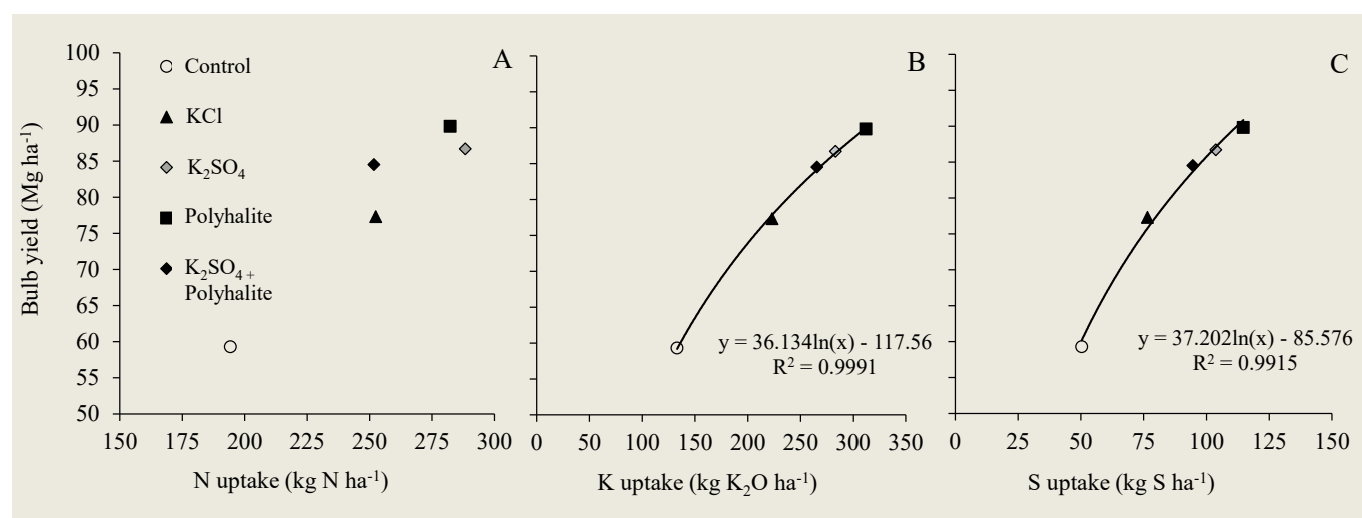 A
B
C
Bulb yield (Mg ha⁻¹)
100
95
90
85
80
75
70
65
60
55
50
Control
KCl
K₂SO₄
Polyhalite
K₂SO₄ ₊
Polyhalite
150 175 200 225 250 275 300
N uptake (kg N ha⁻¹)
y = 36.134ln(x) - 117.56
R² = 0.9991
0 50 100 150 200 250 300 350
K uptake (kg K₂O ha⁻¹)
y = 37.202ln(x) - 85.576
R² = 0.9915
0 25 50 75 100 125 150
S uptake (kg S ha⁻¹)